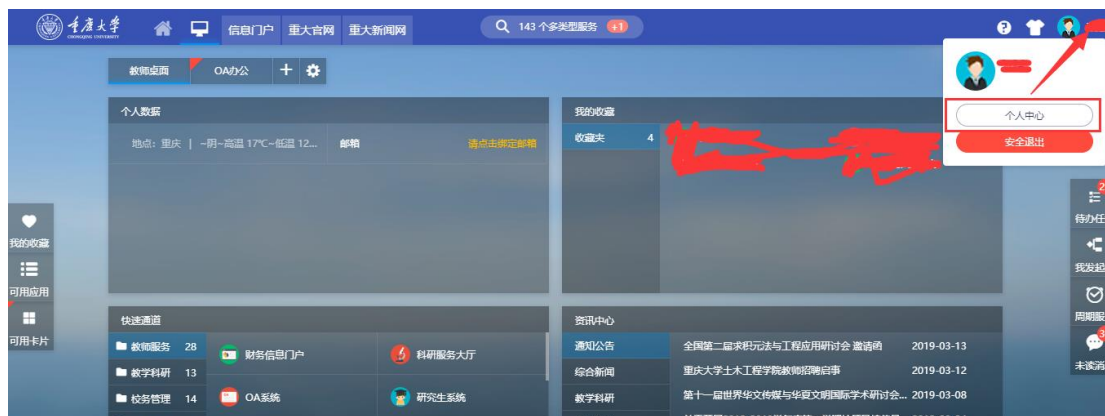 重庆大学
CHONGQING UNIVERSITY
信息门户 重大官网 重大新闻网
143 个多类型服务 +1
教师桌面 OA办公
个人中心
安全退出
个人数据
地点：重庆 | ~阴~高温 17℃~低温 12... 邮箱 请点击绑定邮箱
我的收藏
收藏夹 4
我的收藏
可用应用
可用卡片
2
待办任
我发起
周期服
3
未读消
快速通道
教师服务 28
教学科研 13
校务管理 14
财务信息门户
科研服务大厅
OA系统
研究生系统
资讯中心
通知公告
综合新闻
教学科研
全国第二届求积元法与工程应用研讨会 邀请函 2019-03-13
重庆大学土木工程学院教师招聘启事 2019-03-12
第十一届世界华文传媒与华夏文明国际学术研讨会... 2019-03-08